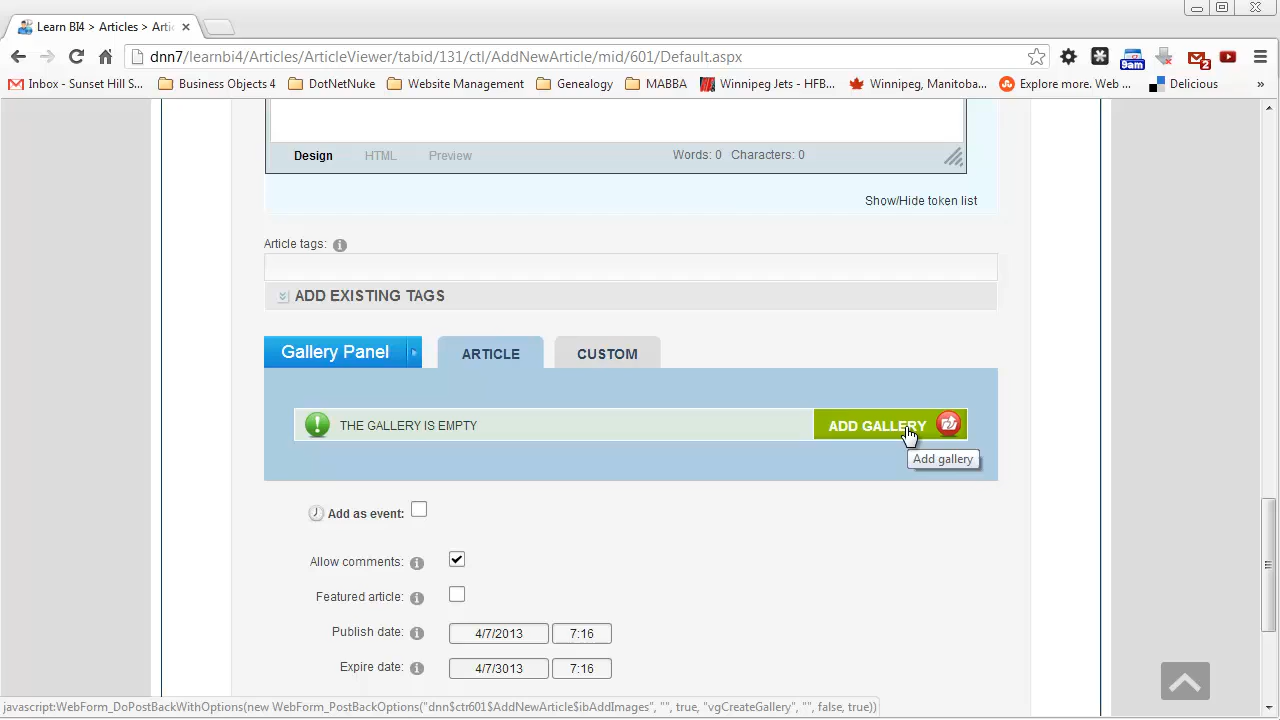 Learn BI4 > Articles > Artic
dnn7/learnbi4/Articles/ArticleViewer/tabid/131/ctl/AddNewArticle/mid/601/Default.aspx
9am
2
Inbox - Sunset Hill S... Business Objects 4 DotNetNuke Website Management Genealogy MABBA Winnipeg Jets - HFB... Winnipeg, Manitoba... Explore more. Web ... Delicious »
Design HTML Preview Words: 0 Characters: 0
Show/Hide token list
Article tags:
ADD EXISTING TAGS
Gallery Panel ARTICLE CUSTOM
THE GALLERY IS EMPTY ADD GALLERY
Add gallery
Add as event:
Allow comments:
Featured article:
Publish date: 4/7/2013 7:16
Expire date: 4/7/3013 7:16
javascript:WebForm_DoPostBackWithOptions(new WebForm_PostBackOptions("dnn$ctr601$AddNewArticle$ibAddImages", "", true, "vgCreateGallery", "", false, true))